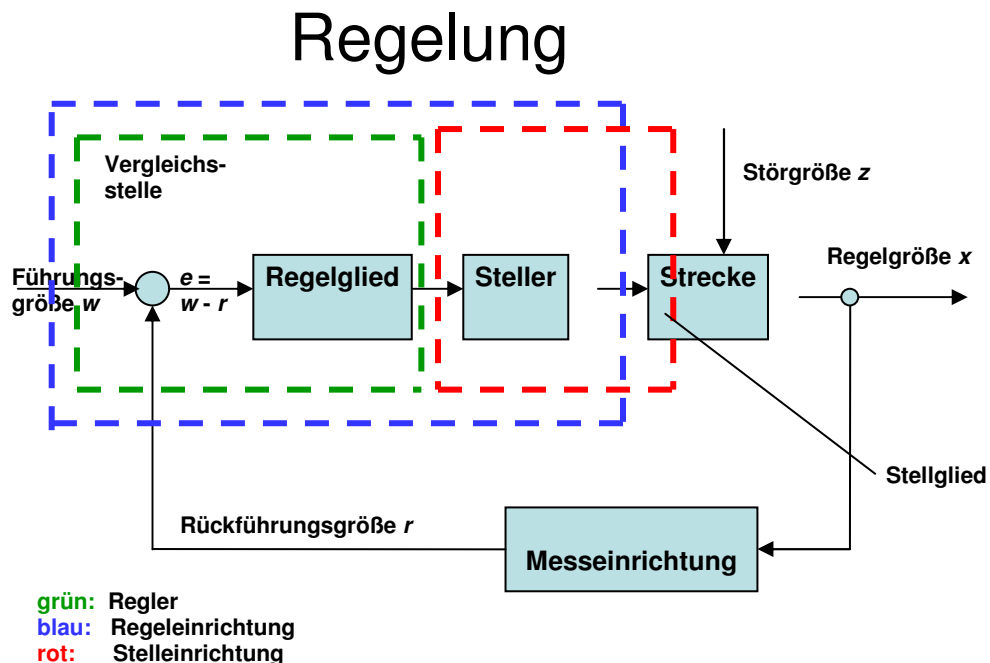 Regelung
Vergleichs-
stelle
Störgröße z
Regelgröße x
Führungs-
größe w
e =
w - r
Regelglied
Steller
Strecke
Stellglied
Rückführungsgröße r
Messeinrichtung
grün: Regler
blau: Regeleinrichtung
rot: Stelleinrichtung